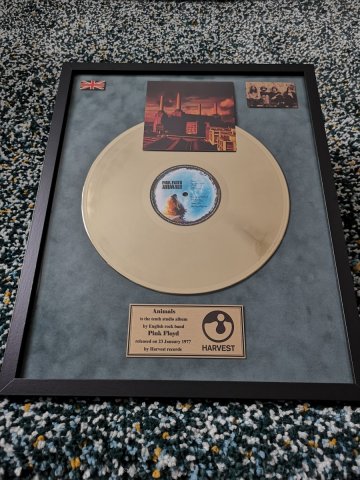 PINK FLOYD
ANIMALS
Animals
is the tenth studio album
by English rock band
Pink Floyd
released on 23 January 1977
by Harvest records
HARVEST